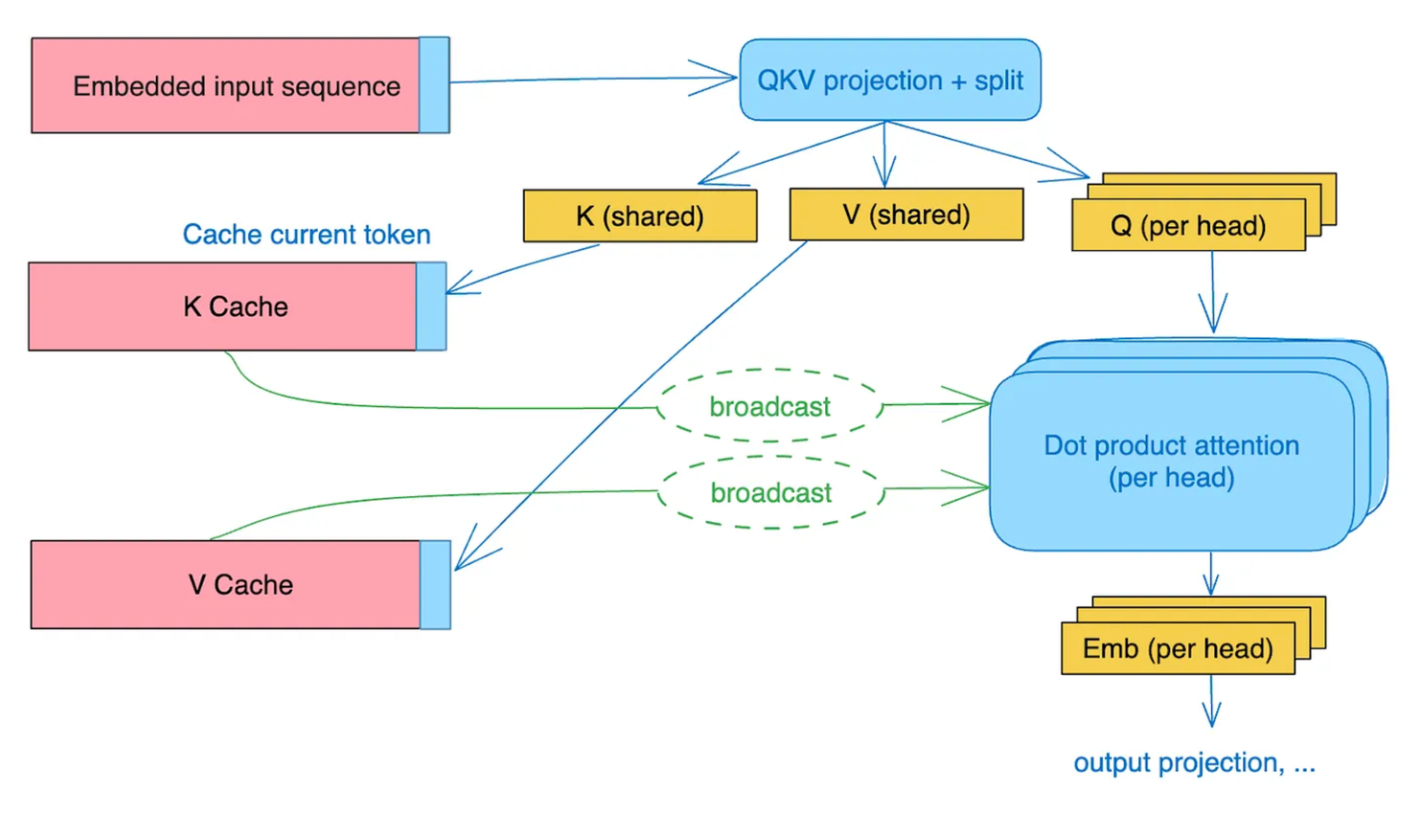 Embedded input sequence
QKV projection + split
K (shared)
V (shared)
Q (per head)
Cache current token
K Cache
broadcast
broadcast
Dot product attention
(per head)
V Cache
Emb (per head)
output projection, ...